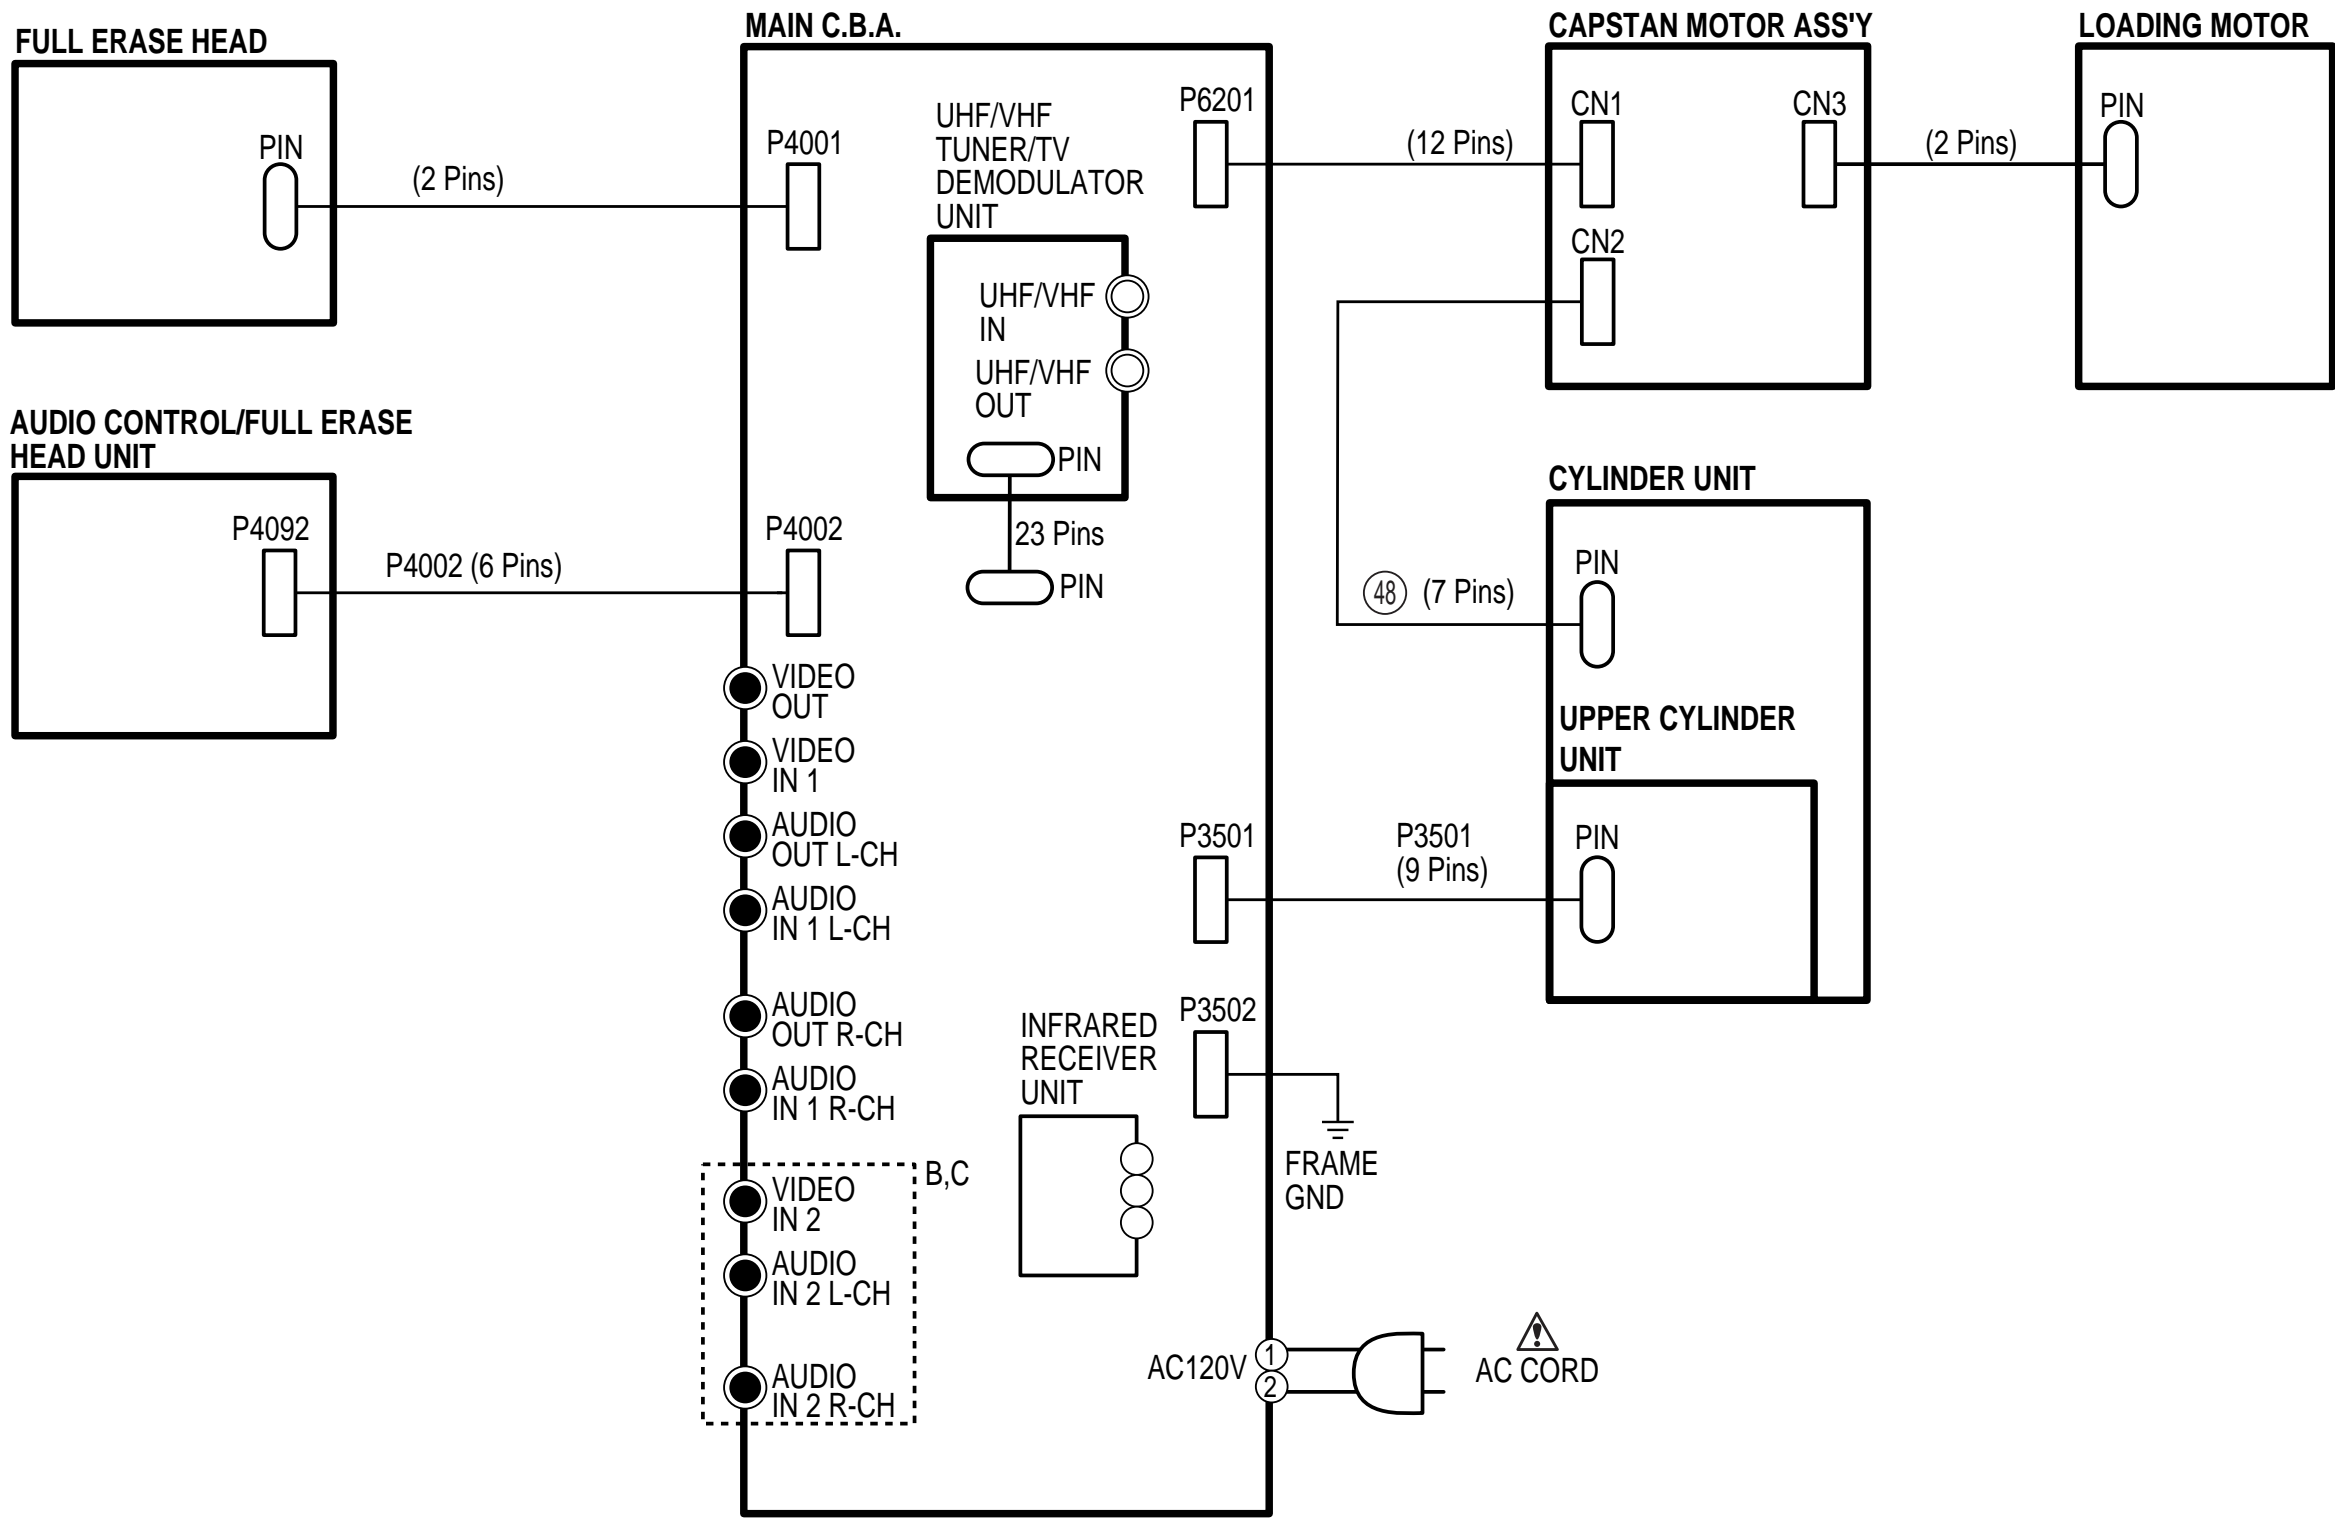 FULL ERASE HEAD
PIN
(2 Pins)
AUDIO CONTROL/FULL ERASE
HEAD UNIT
P4092
P4002 (6 Pins)
MAIN C.B.A.
P4001
UHF/VHF
TUNER/TV
DEMODULATOR
UNIT
UHF/VHF
IN
UHF/VHF
OUT
PIN
23 Pins
PIN
P4002
VIDEO
OUT
VIDEO
IN 1
AUDIO
OUT L-CH
AUDIO
IN 1 L-CH
AUDIO
OUT R-CH
AUDIO
IN 1 R-CH
B,C
VIDEO
IN 2
AUDIO
IN 2 L-CH
AUDIO
IN 2 R-CH
P6201
(12 Pins)
P3501
P3501
(9 Pins)
P3502
INFRARED
RECEIVER
UNIT
FRAME
GND
AC120V
1
2
AC CORD
CAPSTAN MOTOR ASS'Y
CN1
CN3
CN2
(2 Pins)
LOADING MOTOR
PIN
CYLINDER UNIT
PIN
48 (7 Pins)
UPPER CYLINDER
UNIT
PIN